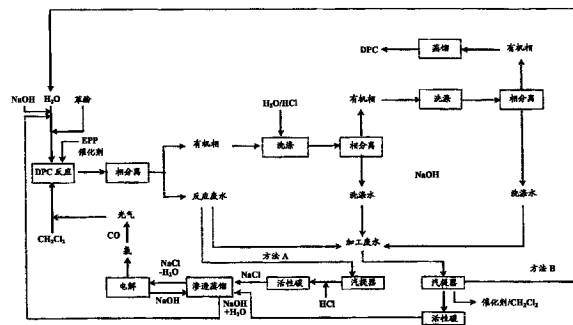 DPC
蒸馏
有机相
NaOH
H₂O
苯酚
H₂O/HCl
有机相
洗涤
相分离
EPP
催化剂
有机相
洗涤
相分离
DPC 反应
相分离
NaOH
反应废水
洗涤水
洗涤水
光气
CH₂Cl₂
CO
氯
加工废水
方法 A
方法 B
NaCl
-H₂O
NaCl
电解
渗透蒸馏
活性碳
汽提器
汽提器
NaOH
NaOH
+H₂O
HCl
催化剂/CH₂Cl₂
活性碳